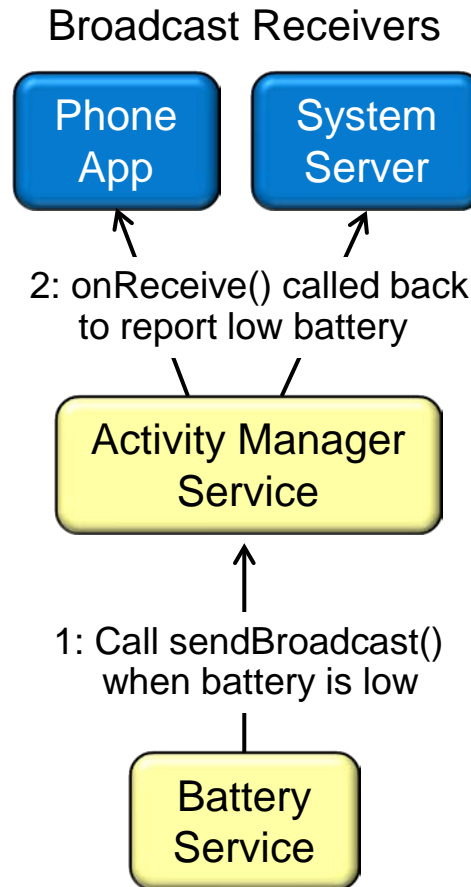 Broadcast Receivers
Phone
App
System
Server
2: onReceive() called back
to report low battery
Activity Manager
Service
1: Call sendBroadcast()
when battery is low
Battery
Service